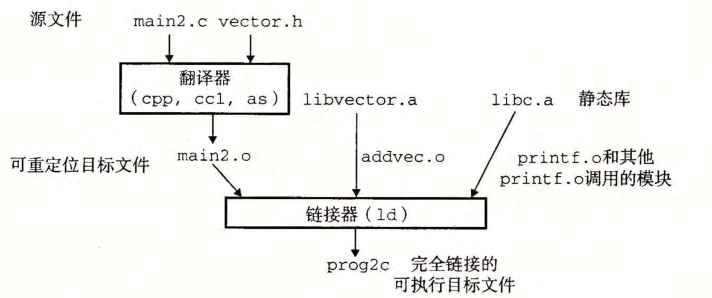 源文件 main2.c vector.h
翻译器
(cpp, cc1, as) libvector.a libc.a 静态库
可重定位目标文件 main2.o addvec.o printf.o和其他
printf.o调用的模块
链接器(ld)
prog2c 完全链接的
可执行目标文件